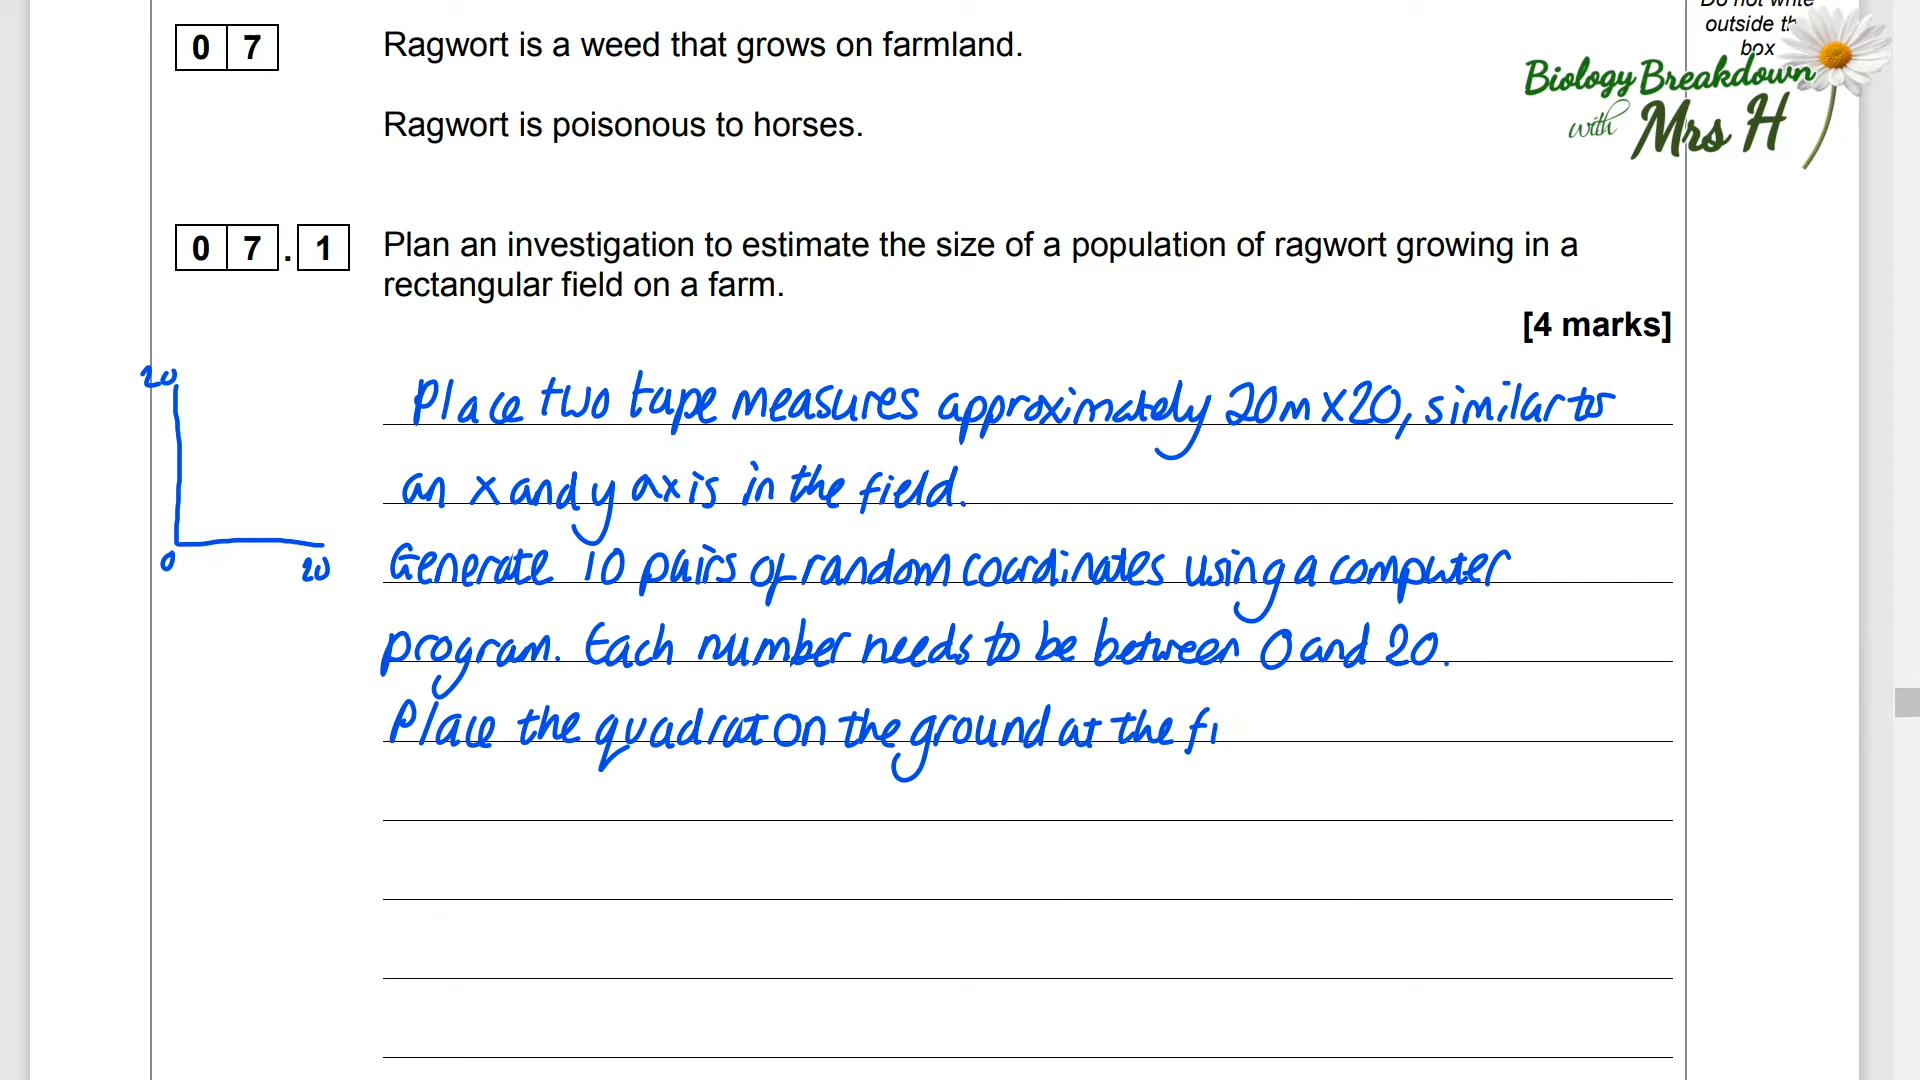 Do not write
outside th
box
Biology Breakdown
with Mrs H
0 7
Ragwort is a weed that grows on farmland.
Ragwort is poisonous to horses.
0 7 . 1
Plan an investigation to estimate the size of a population of ragwort growing in a
rectangular field on a farm.
[4 marks]
20
0
20
Place two tape measures approximately 20m x 20, similar to
an x and y axis in the field.
Generate 10 pairs of random coordinates using a computer
program. Each number needs to be between 0 and 20.
Place the quadrat on the ground at the fi